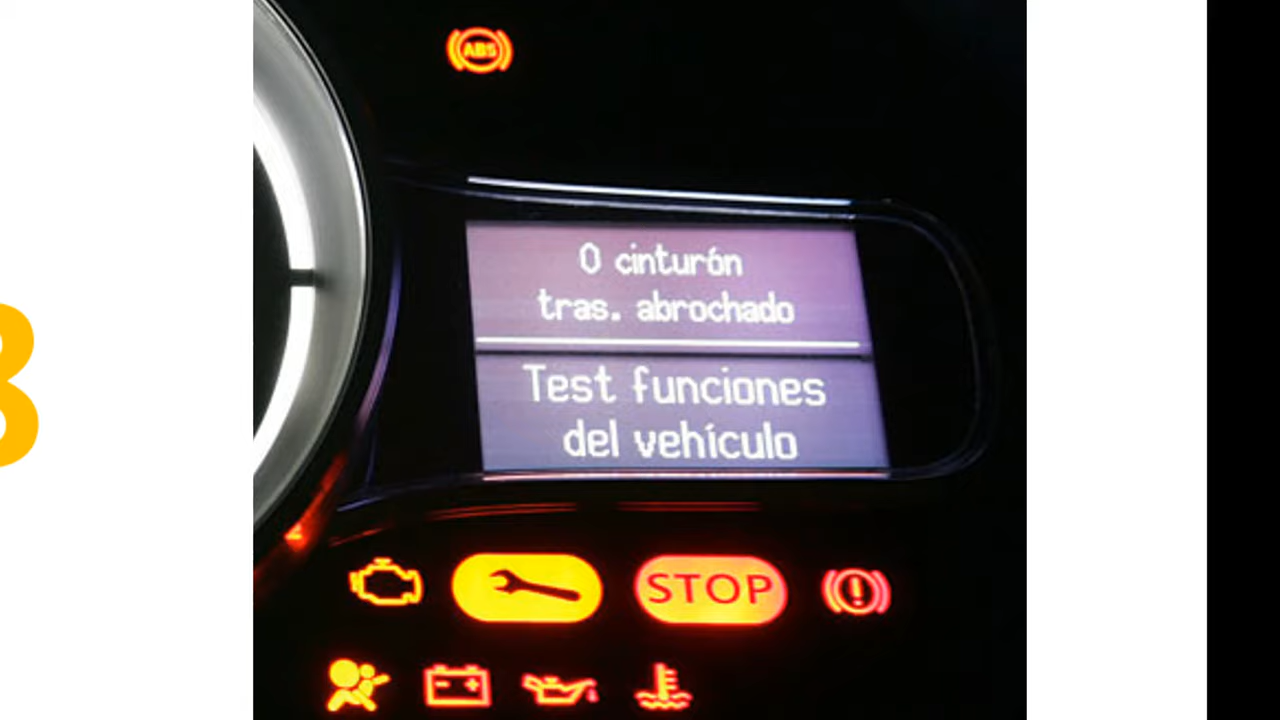 ABS
0 cinturón
tras. abrochado
Test funciones
del vehículo
STOP